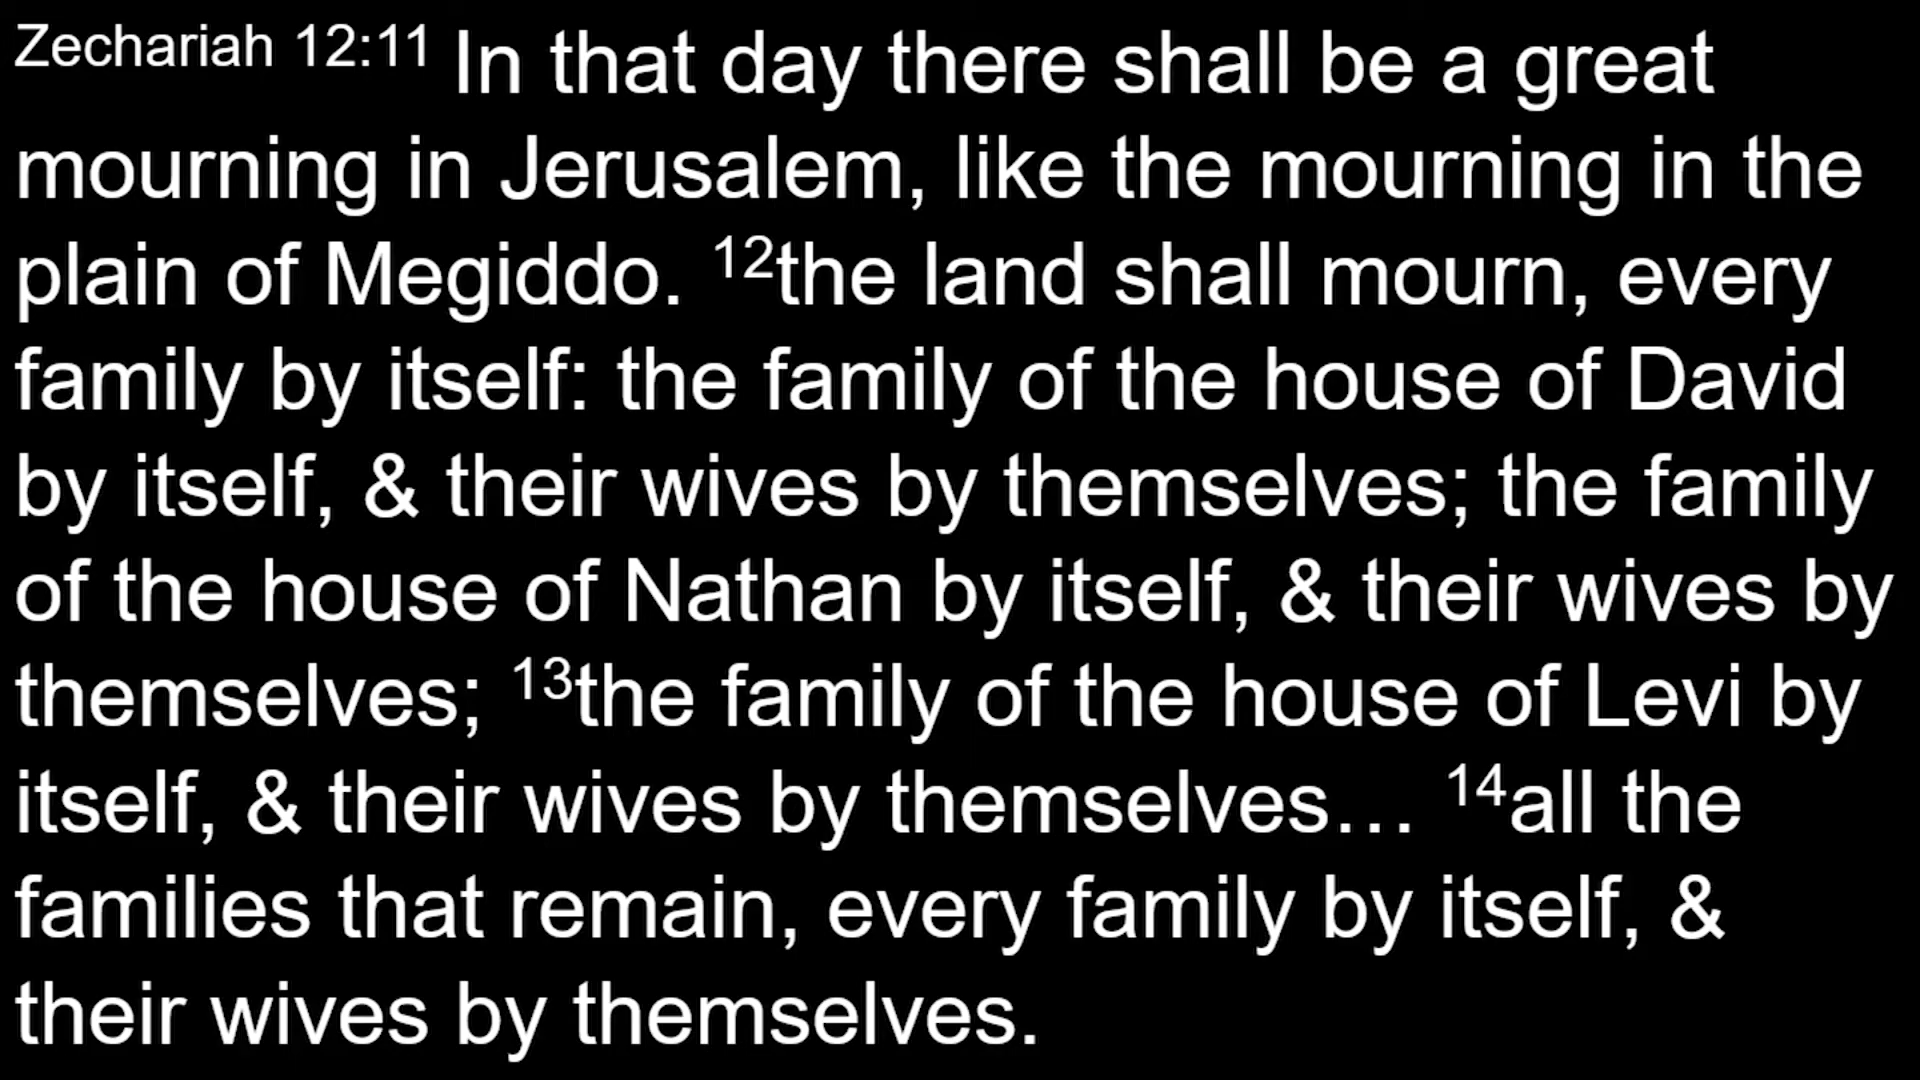 Zechariah 12:11 In that day there shall be a great
mourning in Jerusalem, like the mourning in the
plain of Megiddo. 12the land shall mourn, every
family by itself: the family of the house of David
by itself, & their wives by themselves; the family
of the house of Nathan by itself, & their wives by
themselves; 13the family of the house of Levi by
itself, & their wives by themselves… 14all the
families that remain, every family by itself, &
their wives by themselves.